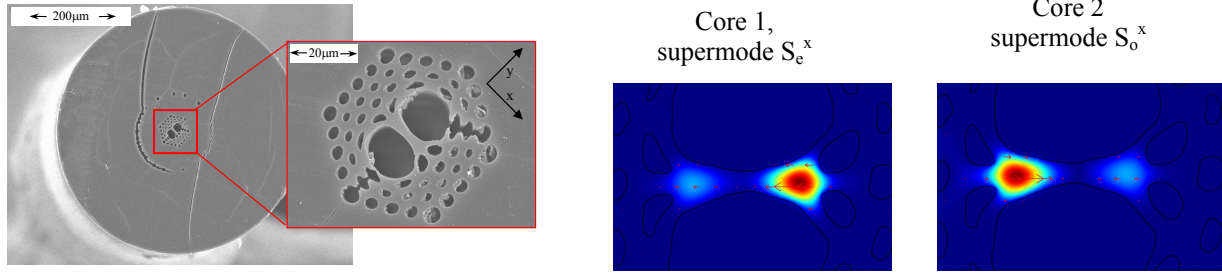 200μm
20μm
y
x
Core 1,
supermode Sₑˣ
Core 2
supermode Sₒˣ